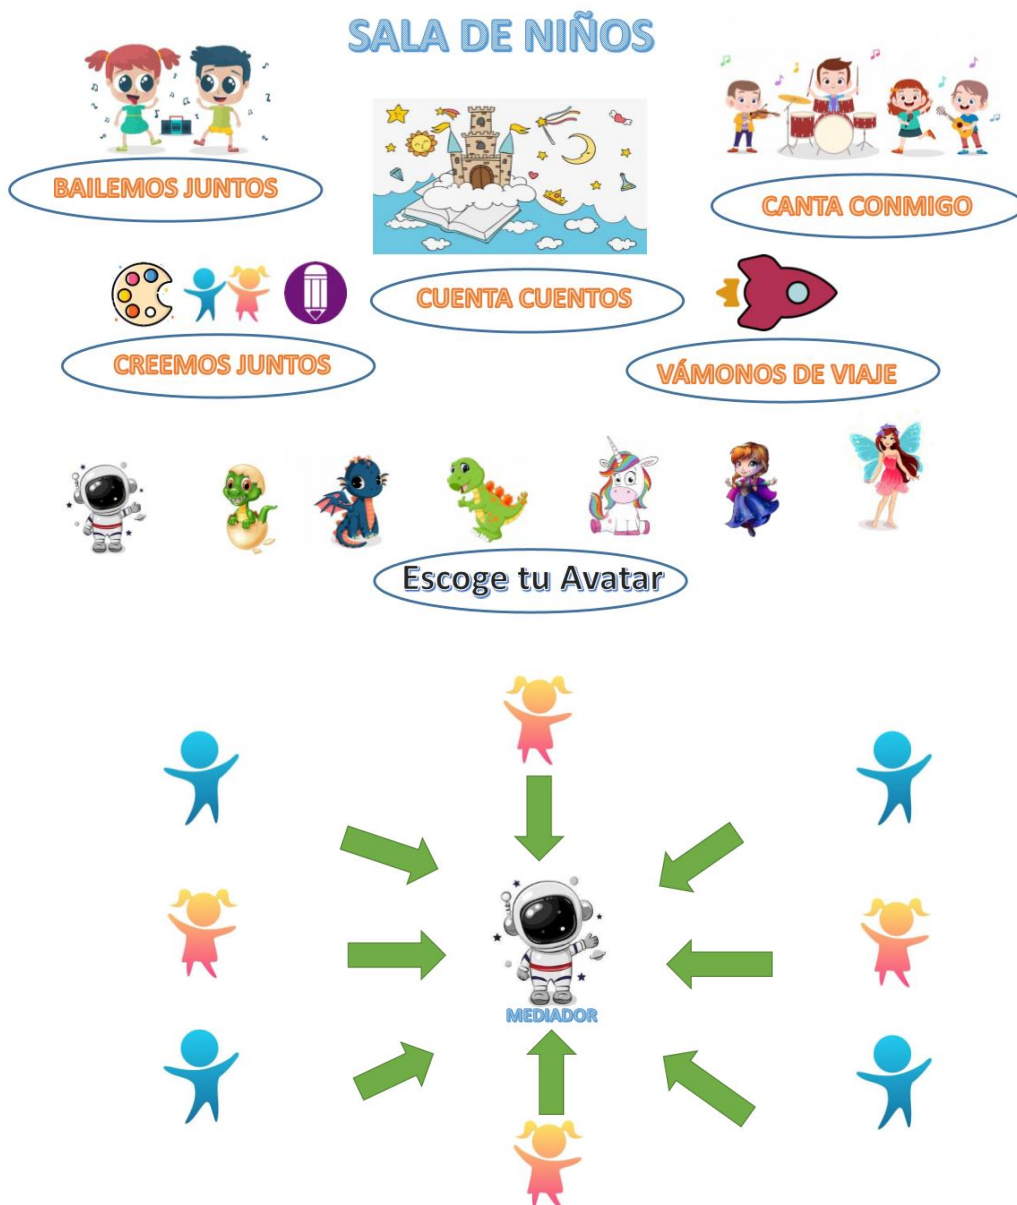 SALA DE NIÑOS
BAILEMOS JUNTOS
CANTA CONMIGO
CUENTA CUENTOS
CREEMOS JUNTOS
VÁMONOS DE VIAJE
Escoge tu Avatar
MEDIADOR